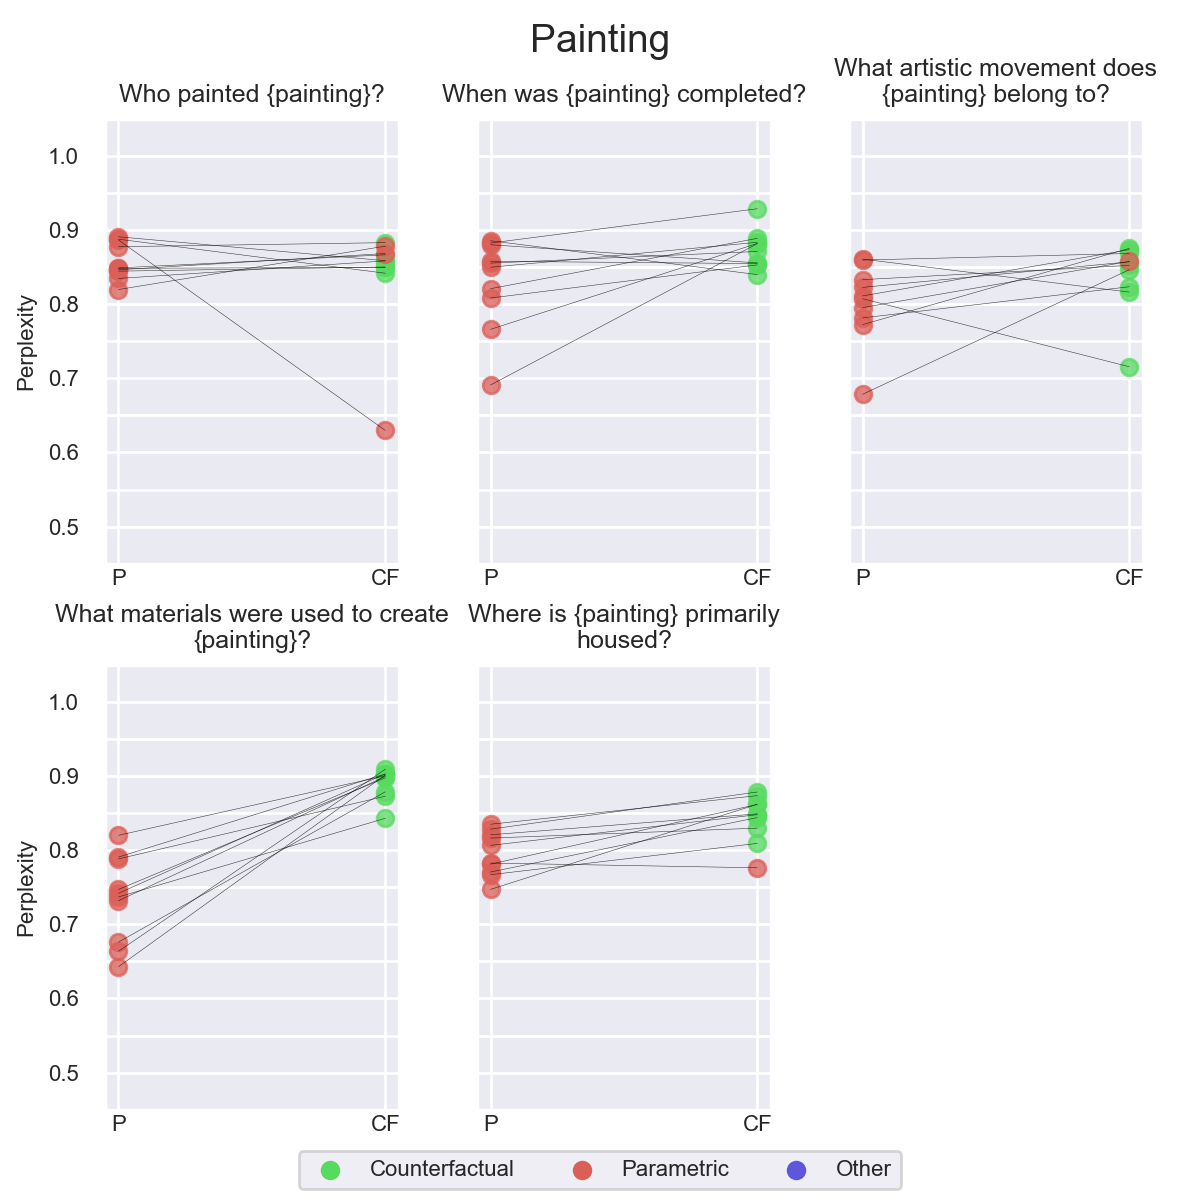 Painting
Who painted {painting}?
When was {painting} completed?
What artistic movement does
{painting} belong to?
1.0
0.9
0.8
0.7
0.6
0.5
Perplexity
P
CF
P
CF
P
CF
What materials were used to create
{painting}?
Where is {painting} primarily
housed?
1.0
0.9
0.8
0.7
0.6
0.5
Perplexity
P
CF
P
CF
Counterfactual
Parametric
Other